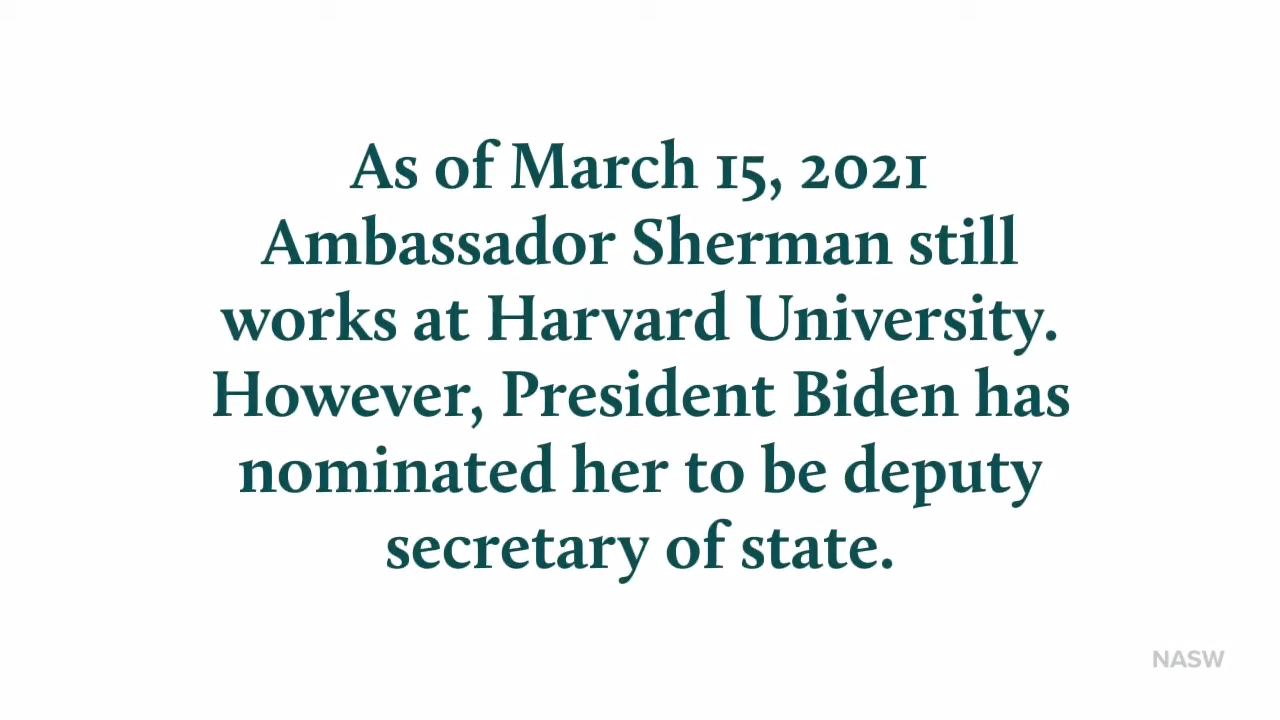 As of March 15, 2021
Ambassador Sherman still
works at Harvard University.
However, President Biden has
nominated her to be deputy
secretary of state.
NASW